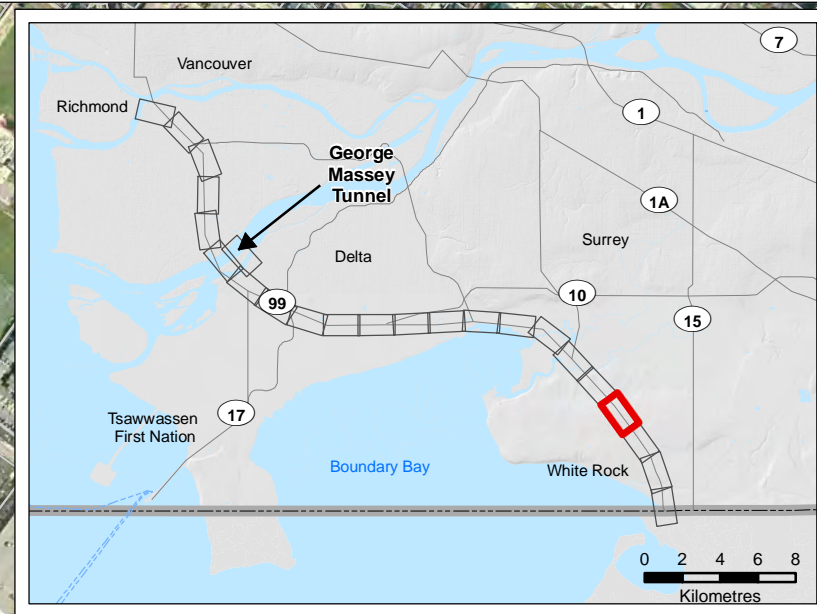 7
Vancouver
Richmond
1
George
Massey
Tunnel
1A
Surrey
Delta
10
99
15
17
Tsawwassen
First Nation
Boundary Bay
White Rock
0 2 4 6 8
Kilometres